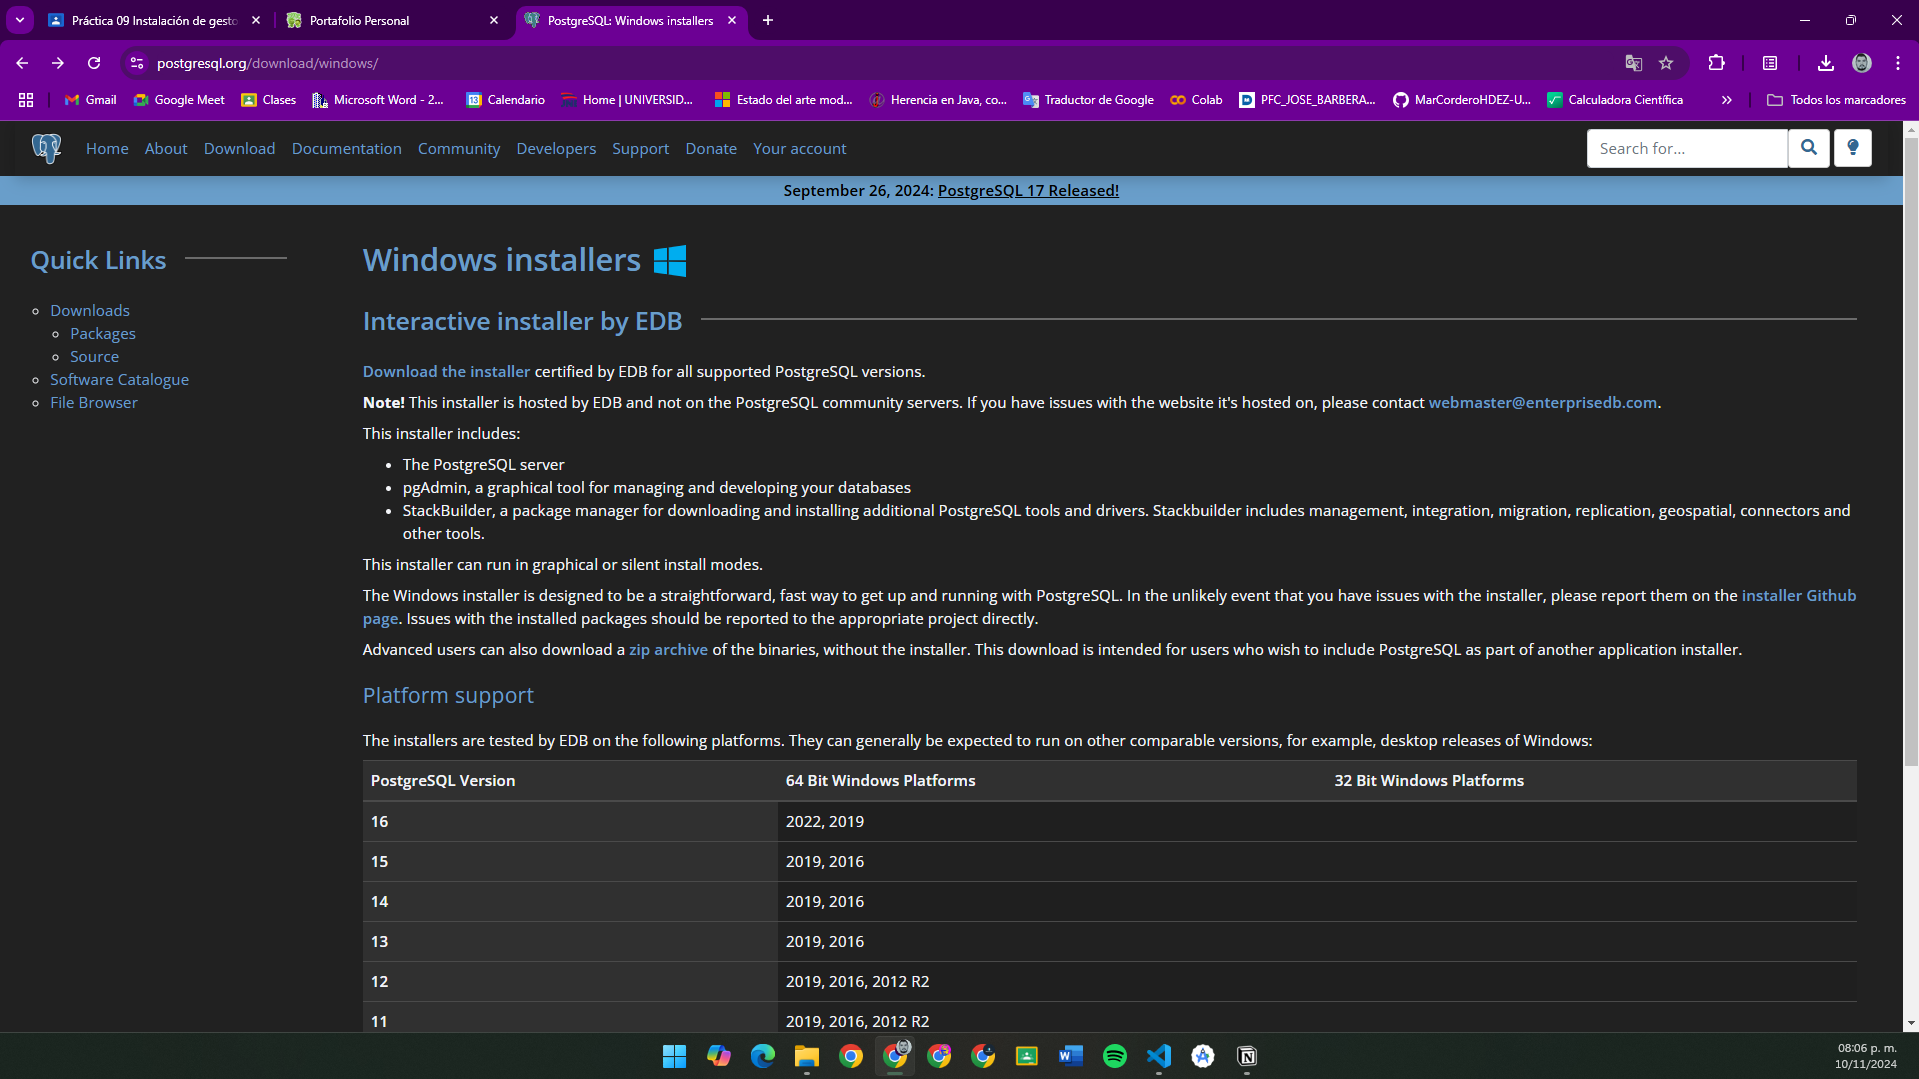 Práctica 09 Instalación de gesto
Portafolio Personal
PostgreSQL: Windows installers
postgresql.org/download/windows/
Gmail
Google Meet
Clases
Microsoft Word - 2...
Calendario
Home | UNIVERSID...
Estado del arte mod...
Herencia en Java, co...
Traductor de Google
Colab
PFC_JOSE_BARBERA...
MarCorderoHDEZ-U...
Calculadora Científica
Todos los marcadores
Home
About
Download
Documentation
Community
Developers
Support
Donate
Your account
Search for...
September 26, 2024: PostgreSQL 17 Released!
Quick Links
Downloads
Packages
Source
Software Catalogue
File Browser
Windows installers
Interactive installer by EDB
Download the installer certified by EDB for all supported PostgreSQL versions.
Note! This installer is hosted by EDB and not on the PostgreSQL community servers. If you have issues with the website it's hosted on, please contact webmaster@enterprisedb.com.
This installer includes:
The PostgreSQL server
pgAdmin, a graphical tool for managing and developing your databases
StackBuilder, a package manager for downloading and installing additional PostgreSQL tools and drivers. Stackbuilder includes management, integration, migration, replication, geospatial, connectors and
other tools.
This installer can run in graphical or silent install modes.
The Windows installer is designed to be a straightforward, fast way to get up and running with PostgreSQL. In the unlikely event that you have issues with the installer, please report them on the installer Github
page. Issues with the installed packages should be reported to the appropriate project directly.
Advanced users can also download a zip archive of the binaries, without the installer. This download is intended for users who wish to include PostgreSQL as part of another application installer.
Platform support
The installers are tested by EDB on the following platforms. They can generally be expected to run on other comparable versions, for example, desktop releases of Windows:
PostgreSQL Version 64 Bit Windows Platforms 32 Bit Windows Platforms
16 2022, 2019
15 2019, 2016
14 2019, 2016
13 2019, 2016
12 2019, 2016, 2012 R2
11 2019, 2016, 2012 R2
08:06 p. m.
10/11/2024